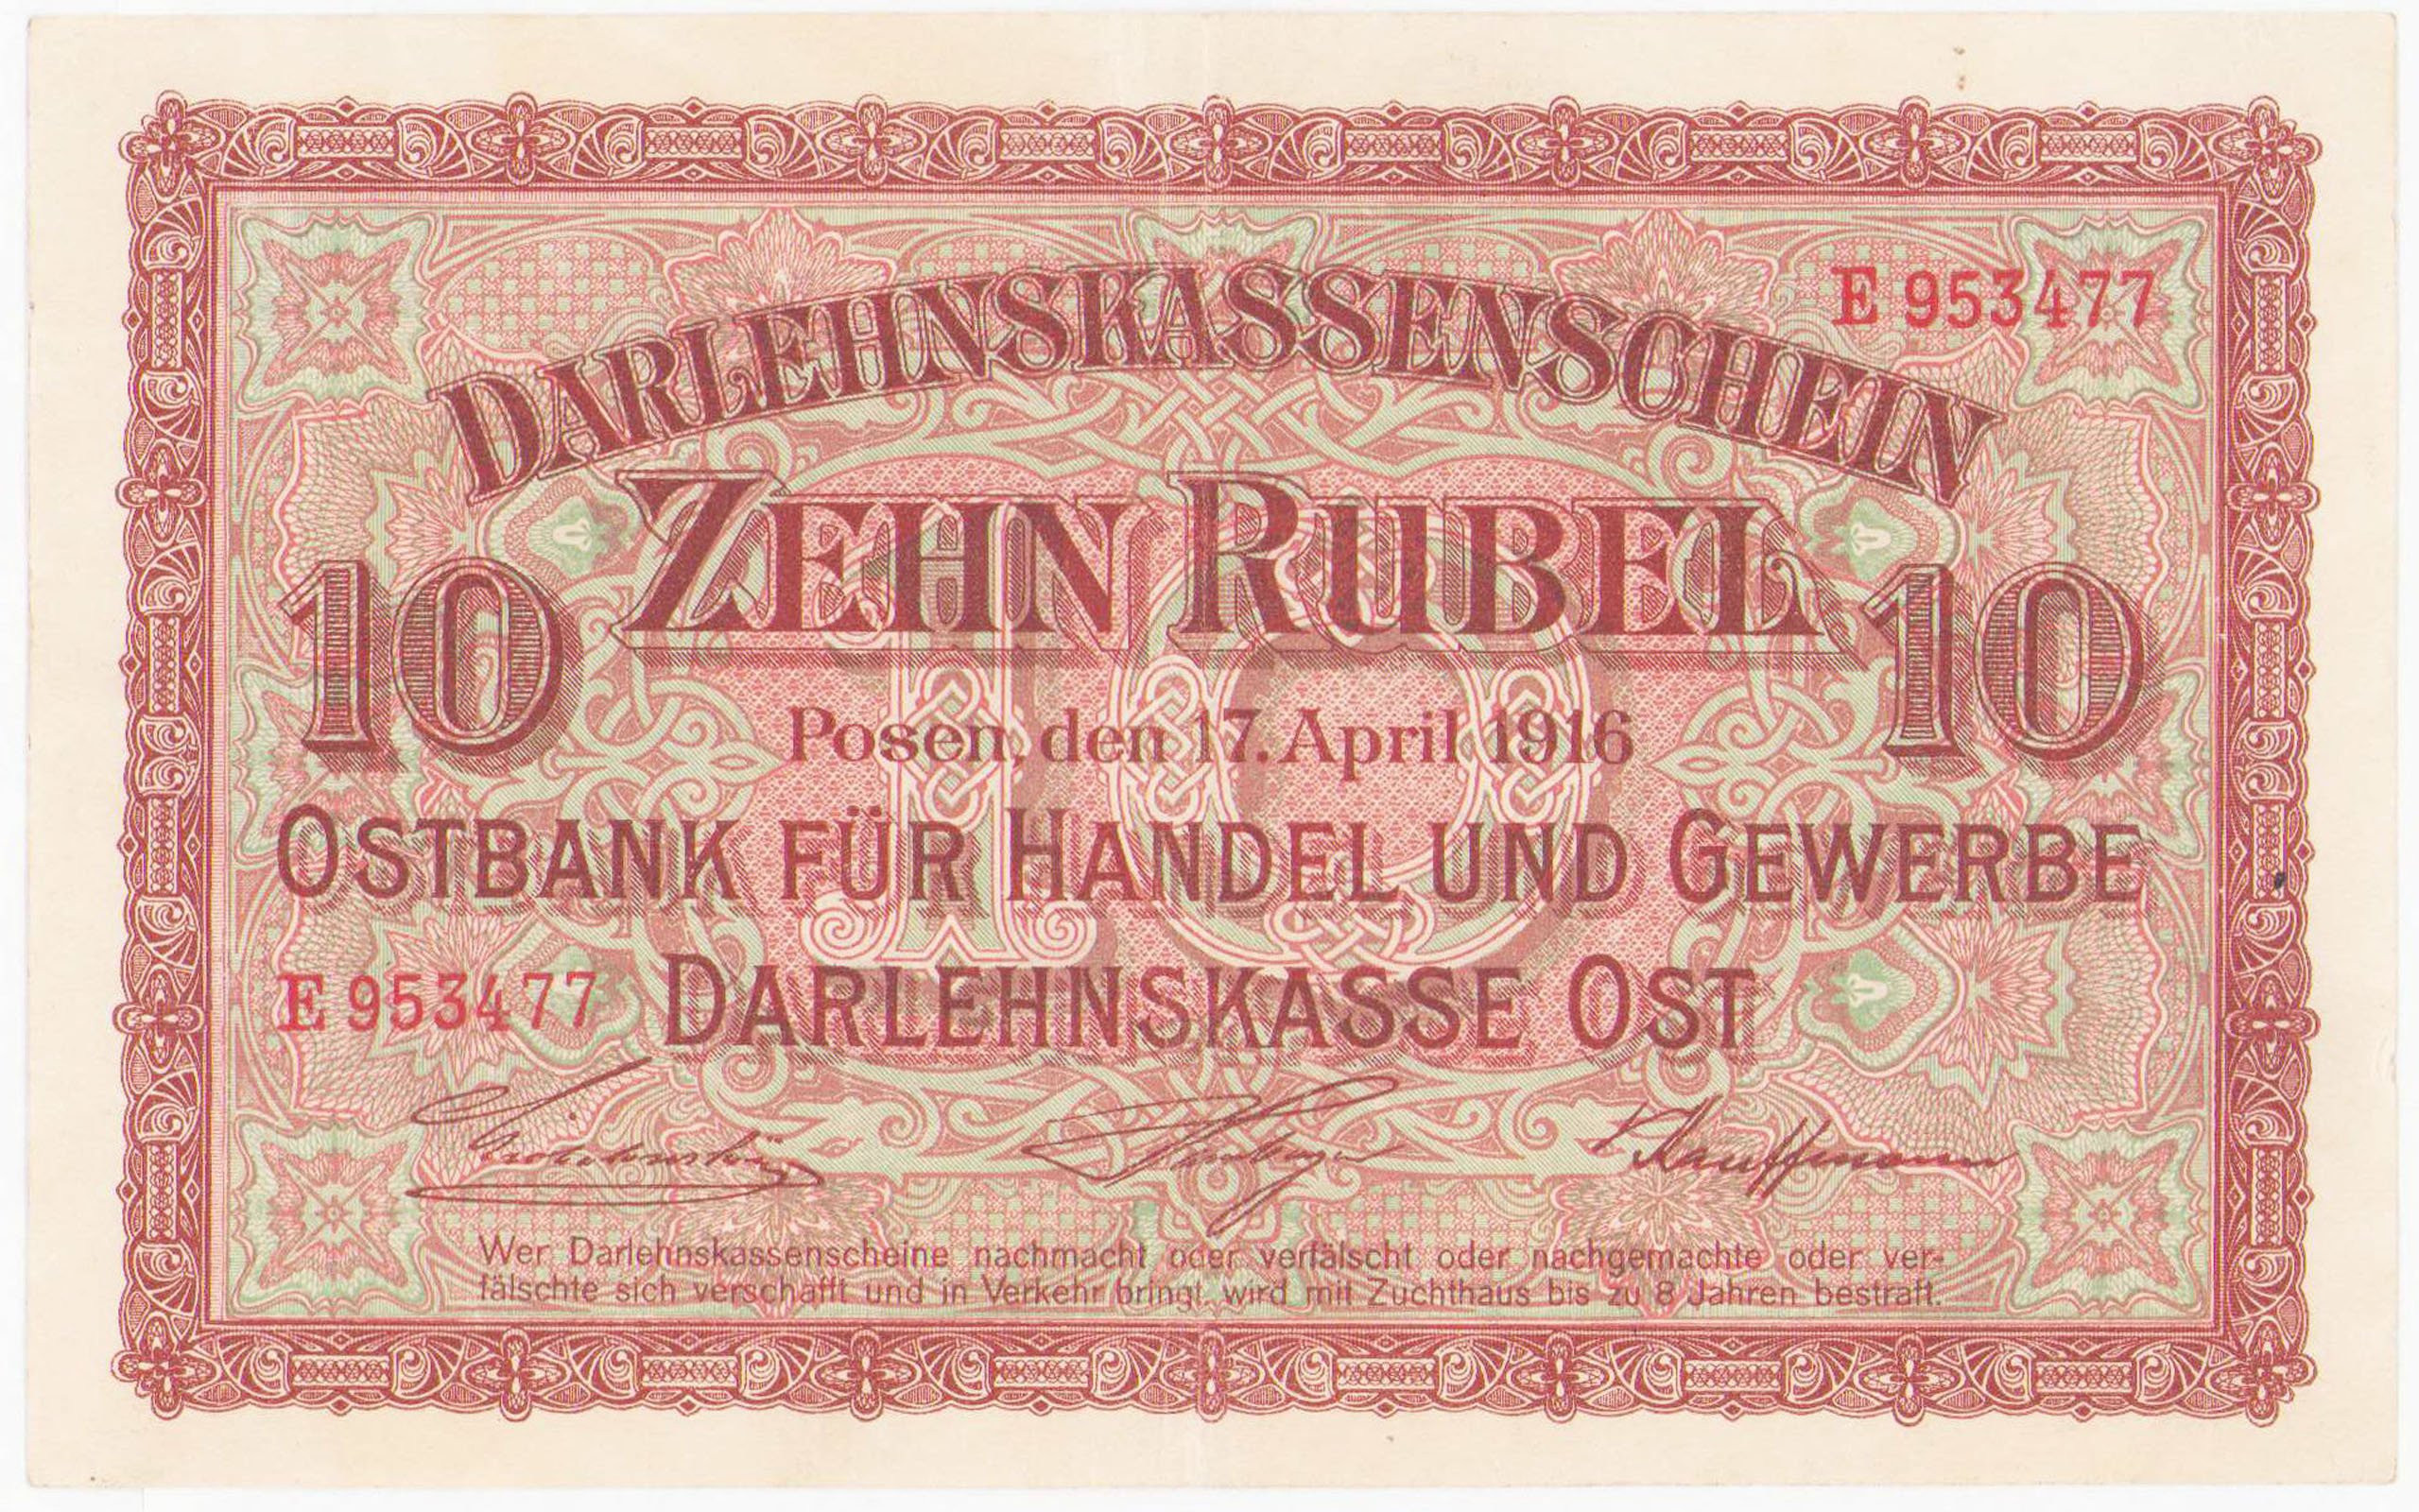 E 953477
DARLEHNSKASSENSCHEIN
ZEHN RUBEL
10 10
Posen, den 17. April 1916
OSTBANK FÜR HANDEL UND GEWERBE
E 953477 DARLEHNSKASSE OST
Kauffmann
Wer Darlehnskassenscheine nachmacht oder verfälscht oder nachgemachte oder ver-
fälschte sich verschafft und in Verkehr bringt, wird mit Zuchthaus bis zu 8 Jahren bestraft.
10